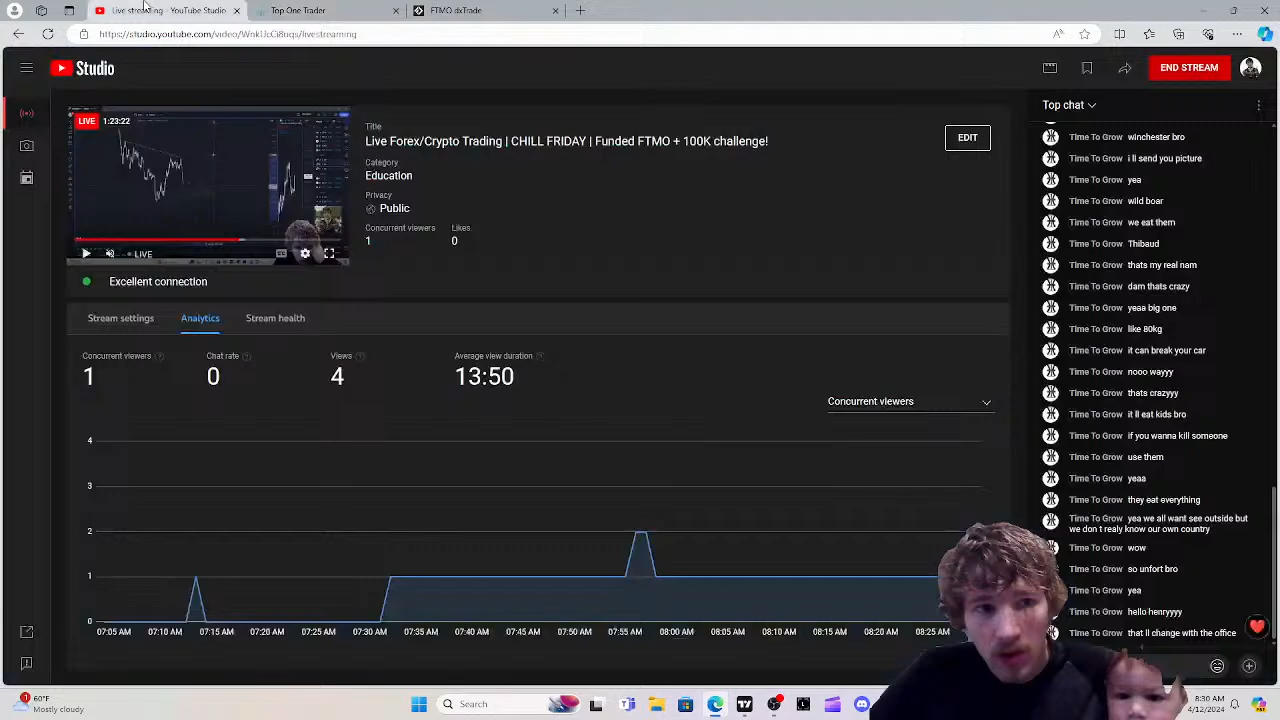 Live streaming - YouTube Studio
Top One Trader
FTMO dxTrade
https://studio.youtube.com/video/WnkUcCi8nqs/livestreaming
Studio
END STREAM
LIVE
1:23:22
LIVE
Title
Live Forex/Crypto Trading | CHILL FRIDAY | Funded FTMO + 100K challenge!
EDIT
Category
Education
Privacy
Public
Concurrent viewers
Likes
1
0
Excellent connection
Stream settings
Analytics
Stream health
Concurrent viewers
Chat rate
Views
Average view duration
1
0
4
13:50
Concurrent viewers
4
3
2
1
0
07:05 AM
07:10 AM
07:15 AM
07:20 AM
07:25 AM
07:30 AM
07:35 AM
07:40 AM
07:45 AM
07:50 AM
07:55 AM
08:00 AM
08:05 AM
08:10 AM
08:15 AM
08:20 AM
08:25 AM
Top chat
Time To Grow winchester bro
Time To Grow i ll send you picture
Time To Grow yea
Time To Grow wild boar
Time To Grow we eat them
Time To Grow Thibaud
Time To Grow thats my real nam
Time To Grow dam thats crazy
Time To Grow yeaa big one
Time To Grow like 80kg
Time To Grow it can break your car
Time To Grow nooo wayyy
Time To Grow thats crazyyy
Time To Grow it ll eat kids bro
Time To Grow if you wanna kill someone
Time To Grow use them
Time To Grow yeaa
Time To Grow they eat everything
Time To Grow yea we all want see outside but
we don t realy know our own country
Time To Grow wow
Time To Grow so unfort bro
Time To Grow yea
Time To Grow hello henryyyy
Time To Grow that ll change with the office
60°F
Mostly cloudy
Search
8:30 AM
4/12/2024